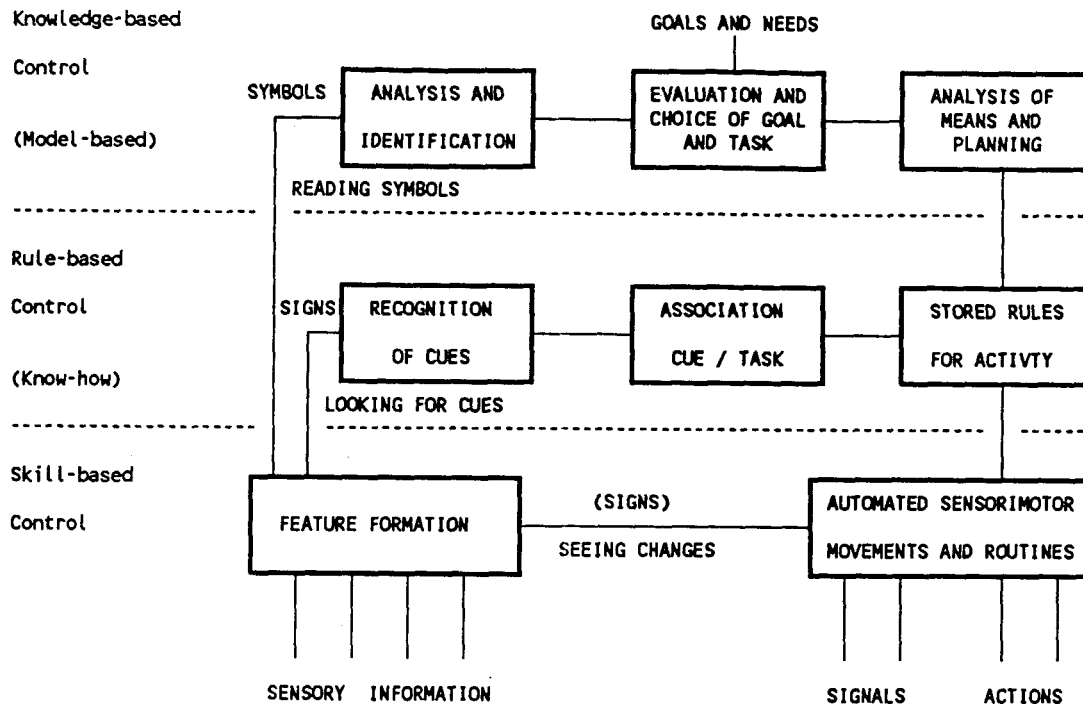 Knowledge-based
Control
(Model-based)
GOALS AND NEEDS
SYMBOLS
ANALYSIS AND
IDENTIFICATION
EVALUATION AND
CHOICE OF GOAL
AND TASK
ANALYSIS OF
MEANS AND
PLANNING
READING SYMBOLS
Rule-based
Control
(Know-how)
SIGNS
RECOGNITION
OF CUES
ASSOCIATION
CUE / TASK
STORED RULES
FOR ACTIVTY
LOOKING FOR CUES
Skill-based
Control
FEATURE FORMATION
(SIGNS)
SEEING CHANGES
AUTOMATED SENSORIMOTOR
MOVEMENTS AND ROUTINES
SENSORY INFORMATION
SIGNALS
ACTIONS